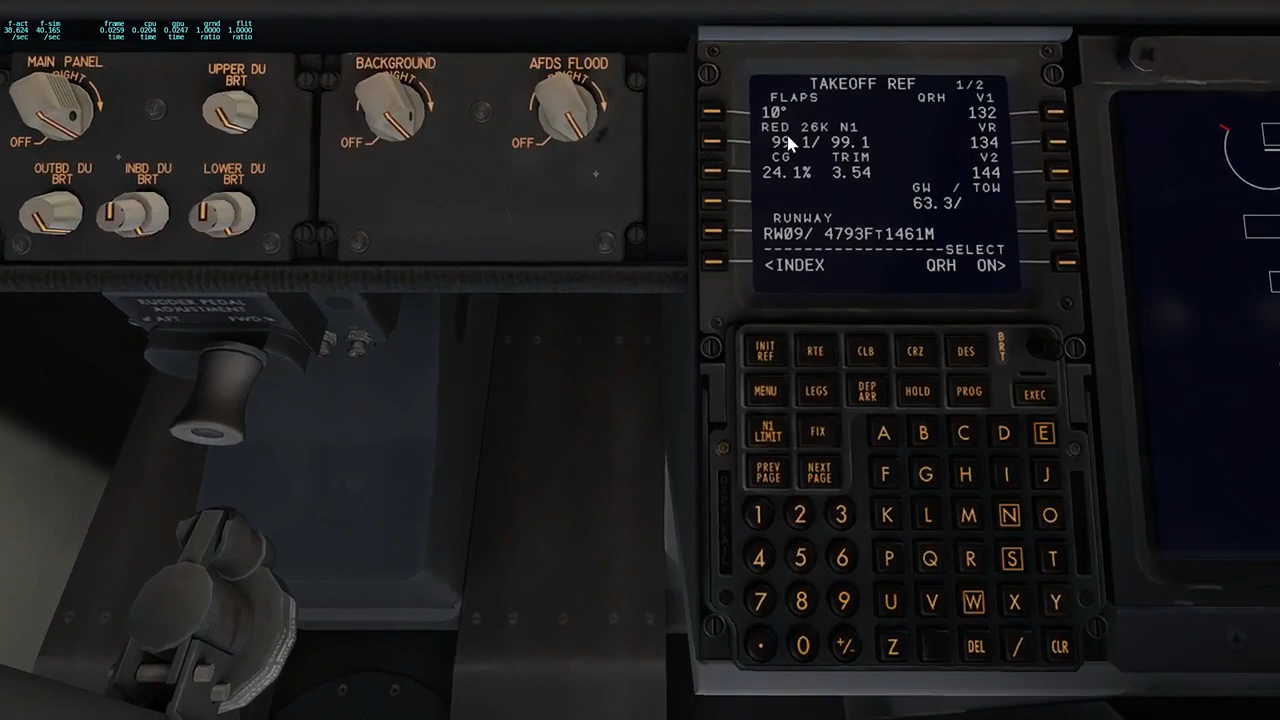 f-act f-sim frame cpu gpu grnd flit
38.624 40.165 0.0259 0.0204 0.0247 1.0000 1.0000
/sec /sec time time time ratio ratio
MAIN PANEL
BRIGHT
OFF
UPPER DU
BRT
OUTBD DU
BRT
INBD DU
BRT
LOWER DU
BRT
BACKGROUND
BRIGHT
OFF
AFDS FLOOD
BRIGHT
OFF
RUDDER PEDAL
ADJUSTMENT
AFT FWD
TAKEOFF REF 1/2
FLAPS QRH V1
10° 132
RED 26K N1 VR
99.1/ 99.1 134
CG TRIM V2
24.1% 3.54 144
GW / TOW
63.3/
RUNWAY
RW09/ 4793FT1461M
----------------SELECT
<INDEX QRH ON>
INIT REF RTE CLB CRZ DES BRT
MENU LEGS DEP ARR HOLD PROG EXEC
N1 LIMIT FIX A B C D E
PREV PAGE NEXT PAGE F G H I J
1 2 3 K L M N O
4 5 6 P Q R S T
7 8 9 U V W X Y
. 0 +/- Z DEL / CLR